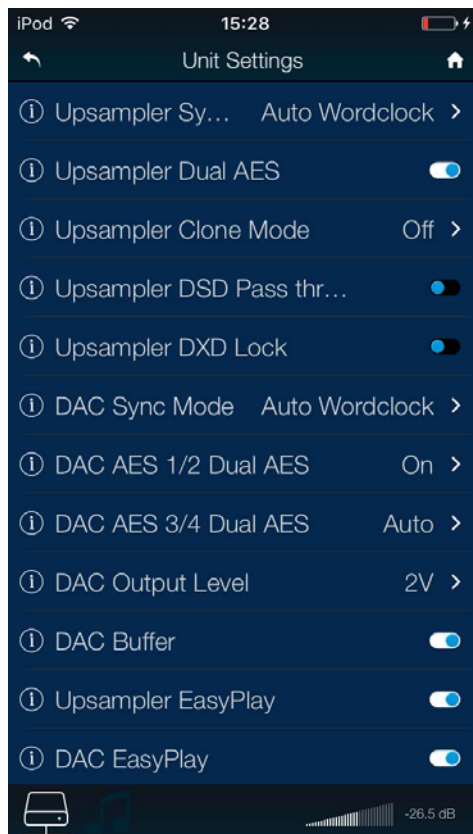 iPod 15:28
Unit Settings
Upsampler Sy... Auto Wordclock
Upsampler Dual AES
Upsampler Clone Mode Off
Upsampler DSD Pass thr...
Upsampler DXD Lock
DAC Sync Mode Auto Wordclock
DAC AES 1/2 Dual AES On
DAC AES 3/4 Dual AES Auto
DAC Output Level 2V
DAC Buffer
Upsampler EasyPlay
DAC EasyPlay
-26.5 dB